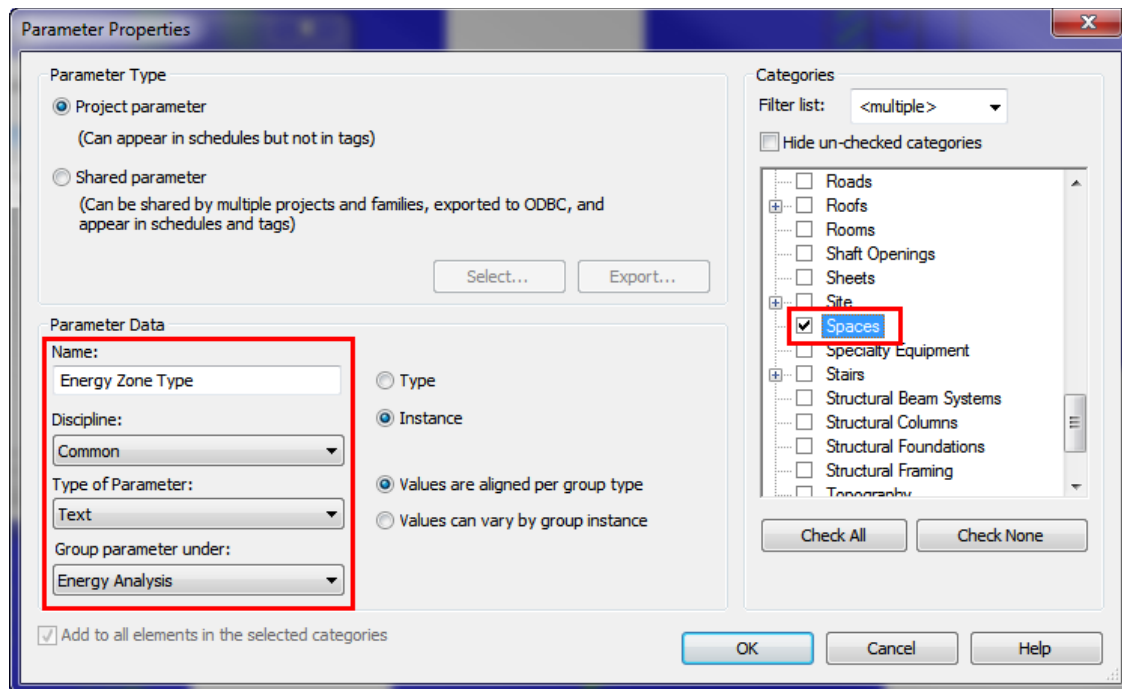 Parameter Properties
Parameter Type
Project parameter
(Can appear in schedules but not in tags)
Shared parameter
(Can be shared by multiple projects and families, exported to ODBC, and
appear in schedules and tags)
Select...
Export...
Parameter Data
Name:
Energy Zone Type
Discipline:
Common
Type of Parameter:
Text
Group parameter under:
Energy Analysis
Type
Instance
Values are aligned per group type
Values can vary by group instance
Add to all elements in the selected categories
Categories
Filter list:
<multiple>
Hide un-checked categories
Roads
Roofs
Rooms
Shaft Openings
Sheets
Site
Spaces
Specialty Equipment
Stairs
Structural Beam Systems
Structural Columns
Structural Foundations
Structural Framing
Topography
Check All
Check None
OK
Cancel
Help